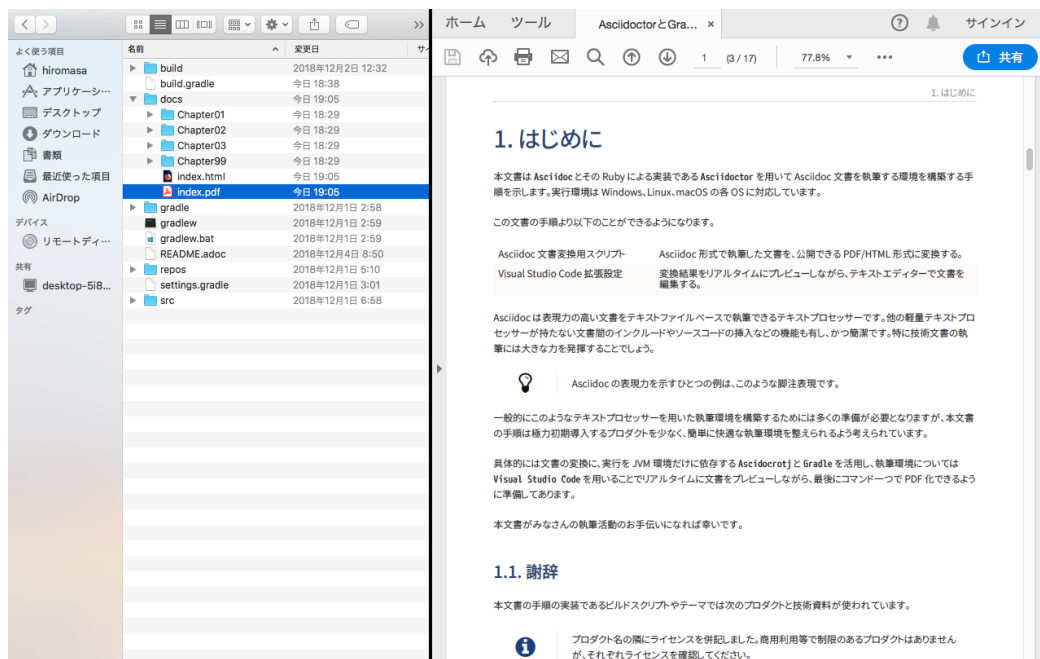 よく使う項目
hiromasa
アプリケーシ…
デスクトップ
ダウンロード
書類
最近使った項目
AirDrop
デバイス
リモートディ…
共有
desktop-5i8...
タグ
名前 変更日 サイ
build 2018年12月2日 12:32
build.gradle 今日 18:38
docs 今日 19:05
Chapter01 今日 18:29
Chapter02 今日 18:29
Chapter03 今日 18:29
Chapter99 今日 18:29
index.html 今日 19:05
index.pdf 今日 19:05
gradle 2018年12月1日 2:58
gradlew 2018年12月1日 2:59
gradlew.bat 2018年12月1日 2:59
README.adoc 2018年12月4日 8:50
repos 2018年12月1日 5:10
settings.gradle 2018年12月1日 3:01
src 2018年12月1日 6:58
ホーム ツール AsciidoctorとGra... × サインイン
1 (3 / 17) 77.8% 共有
1. はじめに
1. はじめに
本文書は Asciidoc とその Ruby による実装である Asciidoctor を用いて Asciidoc 文書を執筆する環境を構築する手
順を示します。実行環境は Windows、Linux、macOS の各 OS に対応しています。
この文書の手順より以下のことができるようになります。
Asciidoc 文書変換用スクリプト Asciidoc 形式で執筆した文書を、公開できる PDF/HTML 形式に変換する。
Visual Studio Code 拡張設定 変換結果をリアルタイムにプレビューしながら、テキストエディターで文書を
編集する。
Asciidoc は表現力の高い文書をテキストファイルベースで執筆できるテキストプロセッサーです。他の軽量テキストプロ
セッサーが持たない文書間のインクルードやソースコードの挿入などの機能も有し、かつ簡潔です。特に技術文書の執
筆には大きな力を発揮することでしょう。
Asciidoc の表現力を示すひとつの例は、このような脚注表現です。
一般的にこのようなテキストプロセッサーを用いた執筆環境を構築するためには多くの準備が必要となりますが、本文書
の手順は極力初期導入するプロダクトを少なく、簡単に快適な執筆環境を整えられるよう考えられています。
具体的には文書の変換に、実行を JVM 環境だけに依存する Ascidocrotj と Gradle を活用し、執筆環境については
Visual Studio Code を用いることでリアルタイムに文書をプレビューしながら、最後にコマンド一つで PDF 化できるよう
に準備してあります。
本文書がみなさんの執筆活動のお手伝いになれば幸いです。
1.1. 謝辞
本文書の手順の実装であるビルドスクリプトやテーマでは次のプロダクトと技術資料が使われています。
プロダクト名の隣にライセンスを併記しました。商用利用等で制限のあるプロダクトはありません
が、それぞれライセンスを確認してください。